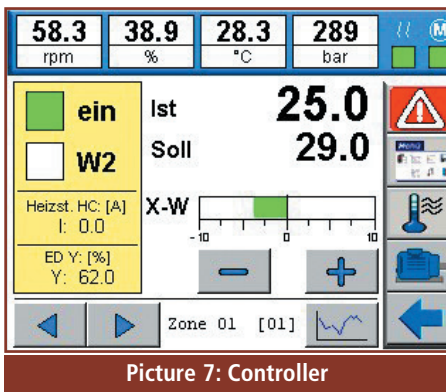 58.3 38.9 28.3 289 M
rpm % °C bar
ein Ist 25.0
W2 Soll 29.0
Menü
Heizst. HC: [A] X-W
I: 0.0
-10 0 10
ED Y: [%]
Y: 62.0
Zone 01 [01]
Picture 7: Controller